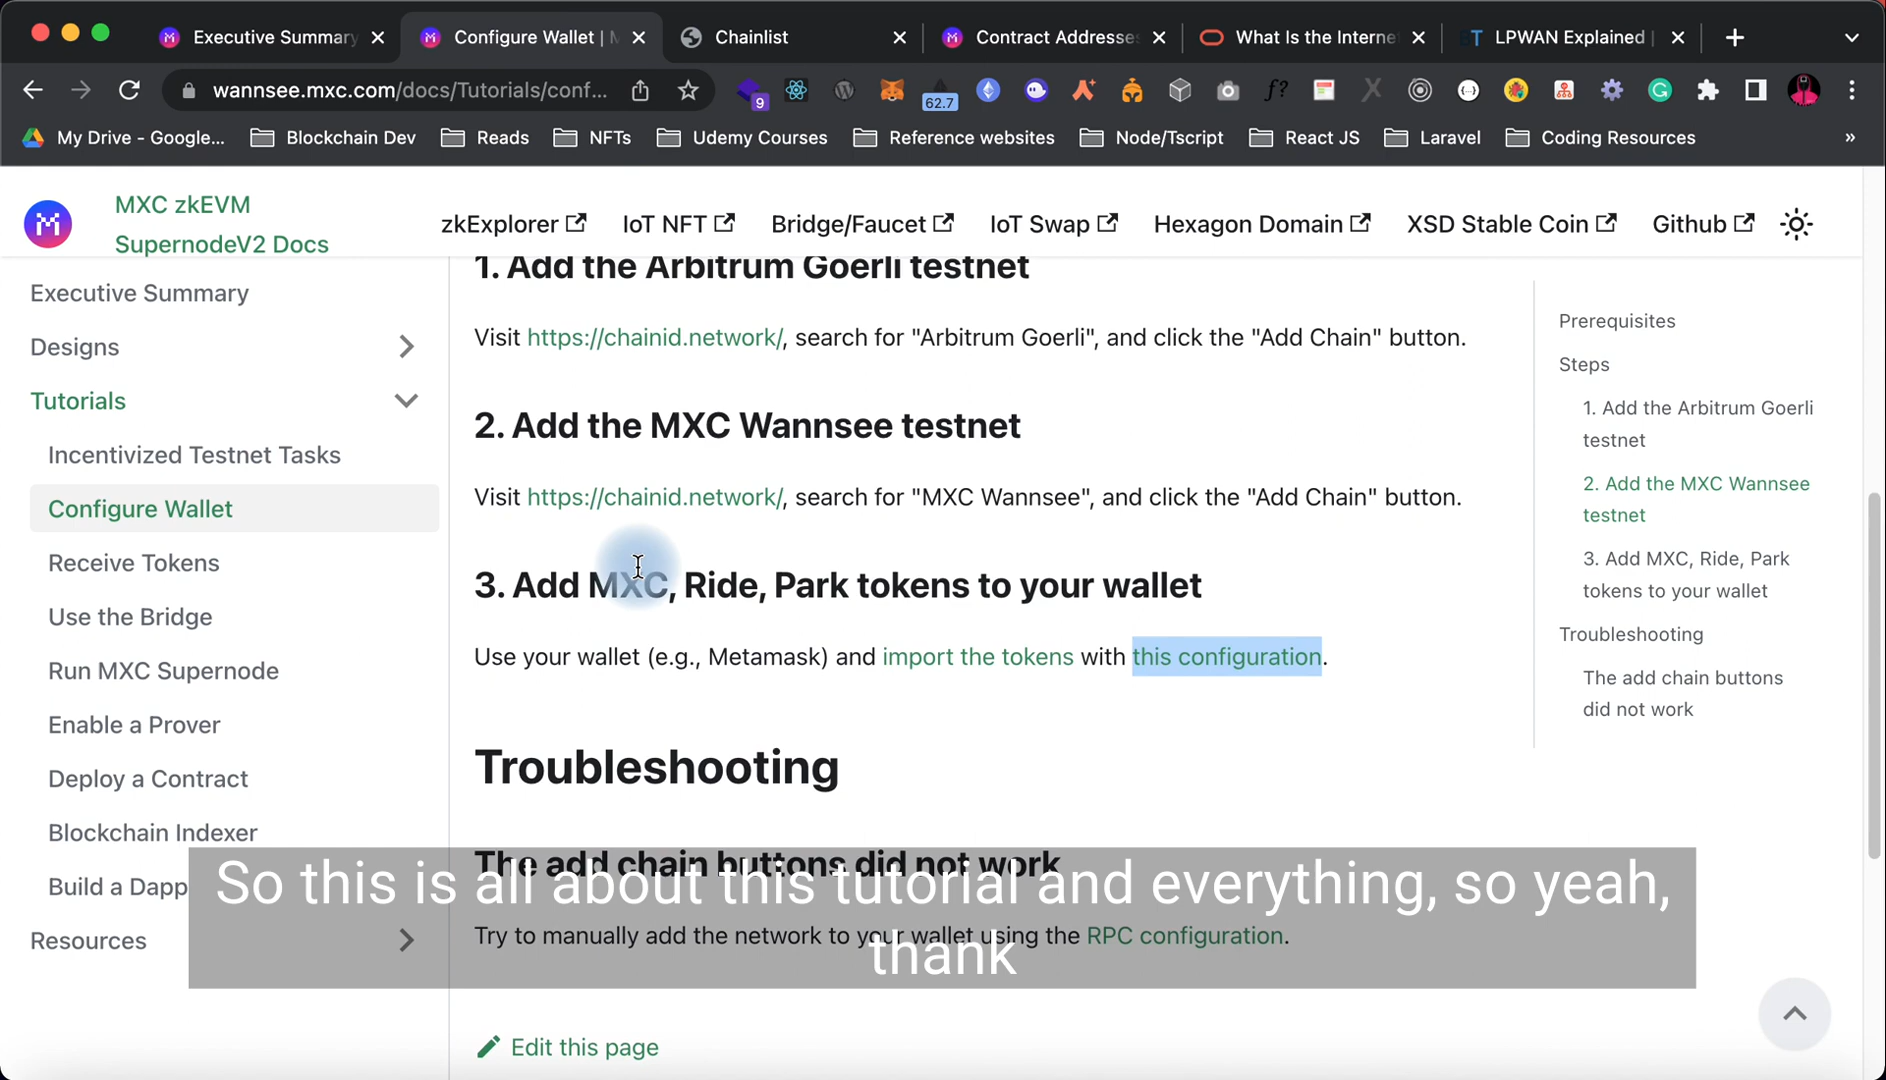 Executive Summary
Configure Wallet | M
Chainlist
Contract Addresse
What Is the Interne
LPWAN Explained |
wannsee.mxc.com/docs/Tutorials/conf...
9
62.7
f?
My Drive - Google...
Blockchain Dev
Reads
NFTs
Udemy Courses
Reference websites
Node/Tscript
React JS
Laravel
Coding Resources
»
MXC zkEVM
SupernodeV2 Docs
zkExplorer
IoT NFT
Bridge/Faucet
IoT Swap
Hexagon Domain
XSD Stable Coin
Github
Executive Summary
Designs
Tutorials
Incentivized Testnet Tasks
Configure Wallet
Receive Tokens
Use the Bridge
Run MXC Supernode
Enable a Prover
Deploy a Contract
Blockchain Indexer
Build a Dapp
Resources
1. Add the Arbitrum Goerli testnet
Visit https://chainid.network/, search for "Arbitrum Goerli", and click the "Add Chain" button.
2. Add the MXC Wannsee testnet
Visit https://chainid.network/, search for "MXC Wannsee", and click the "Add Chain" button.
3. Add MXC, Ride, Park tokens to your wallet
Use your wallet (e.g., Metamask) and import the tokens with this configuration.
Troubleshooting
The add chain buttons did not work
Try to manually add the network to your wallet using the RPC configuration.
Edit this page
Prerequisites
Steps
1. Add the Arbitrum Goerli
testnet
2. Add the MXC Wannsee
testnet
3. Add MXC, Ride, Park
tokens to your wallet
Troubleshooting
The add chain buttons
did not work
So this is all about this tutorial and everything, so yeah,
thank